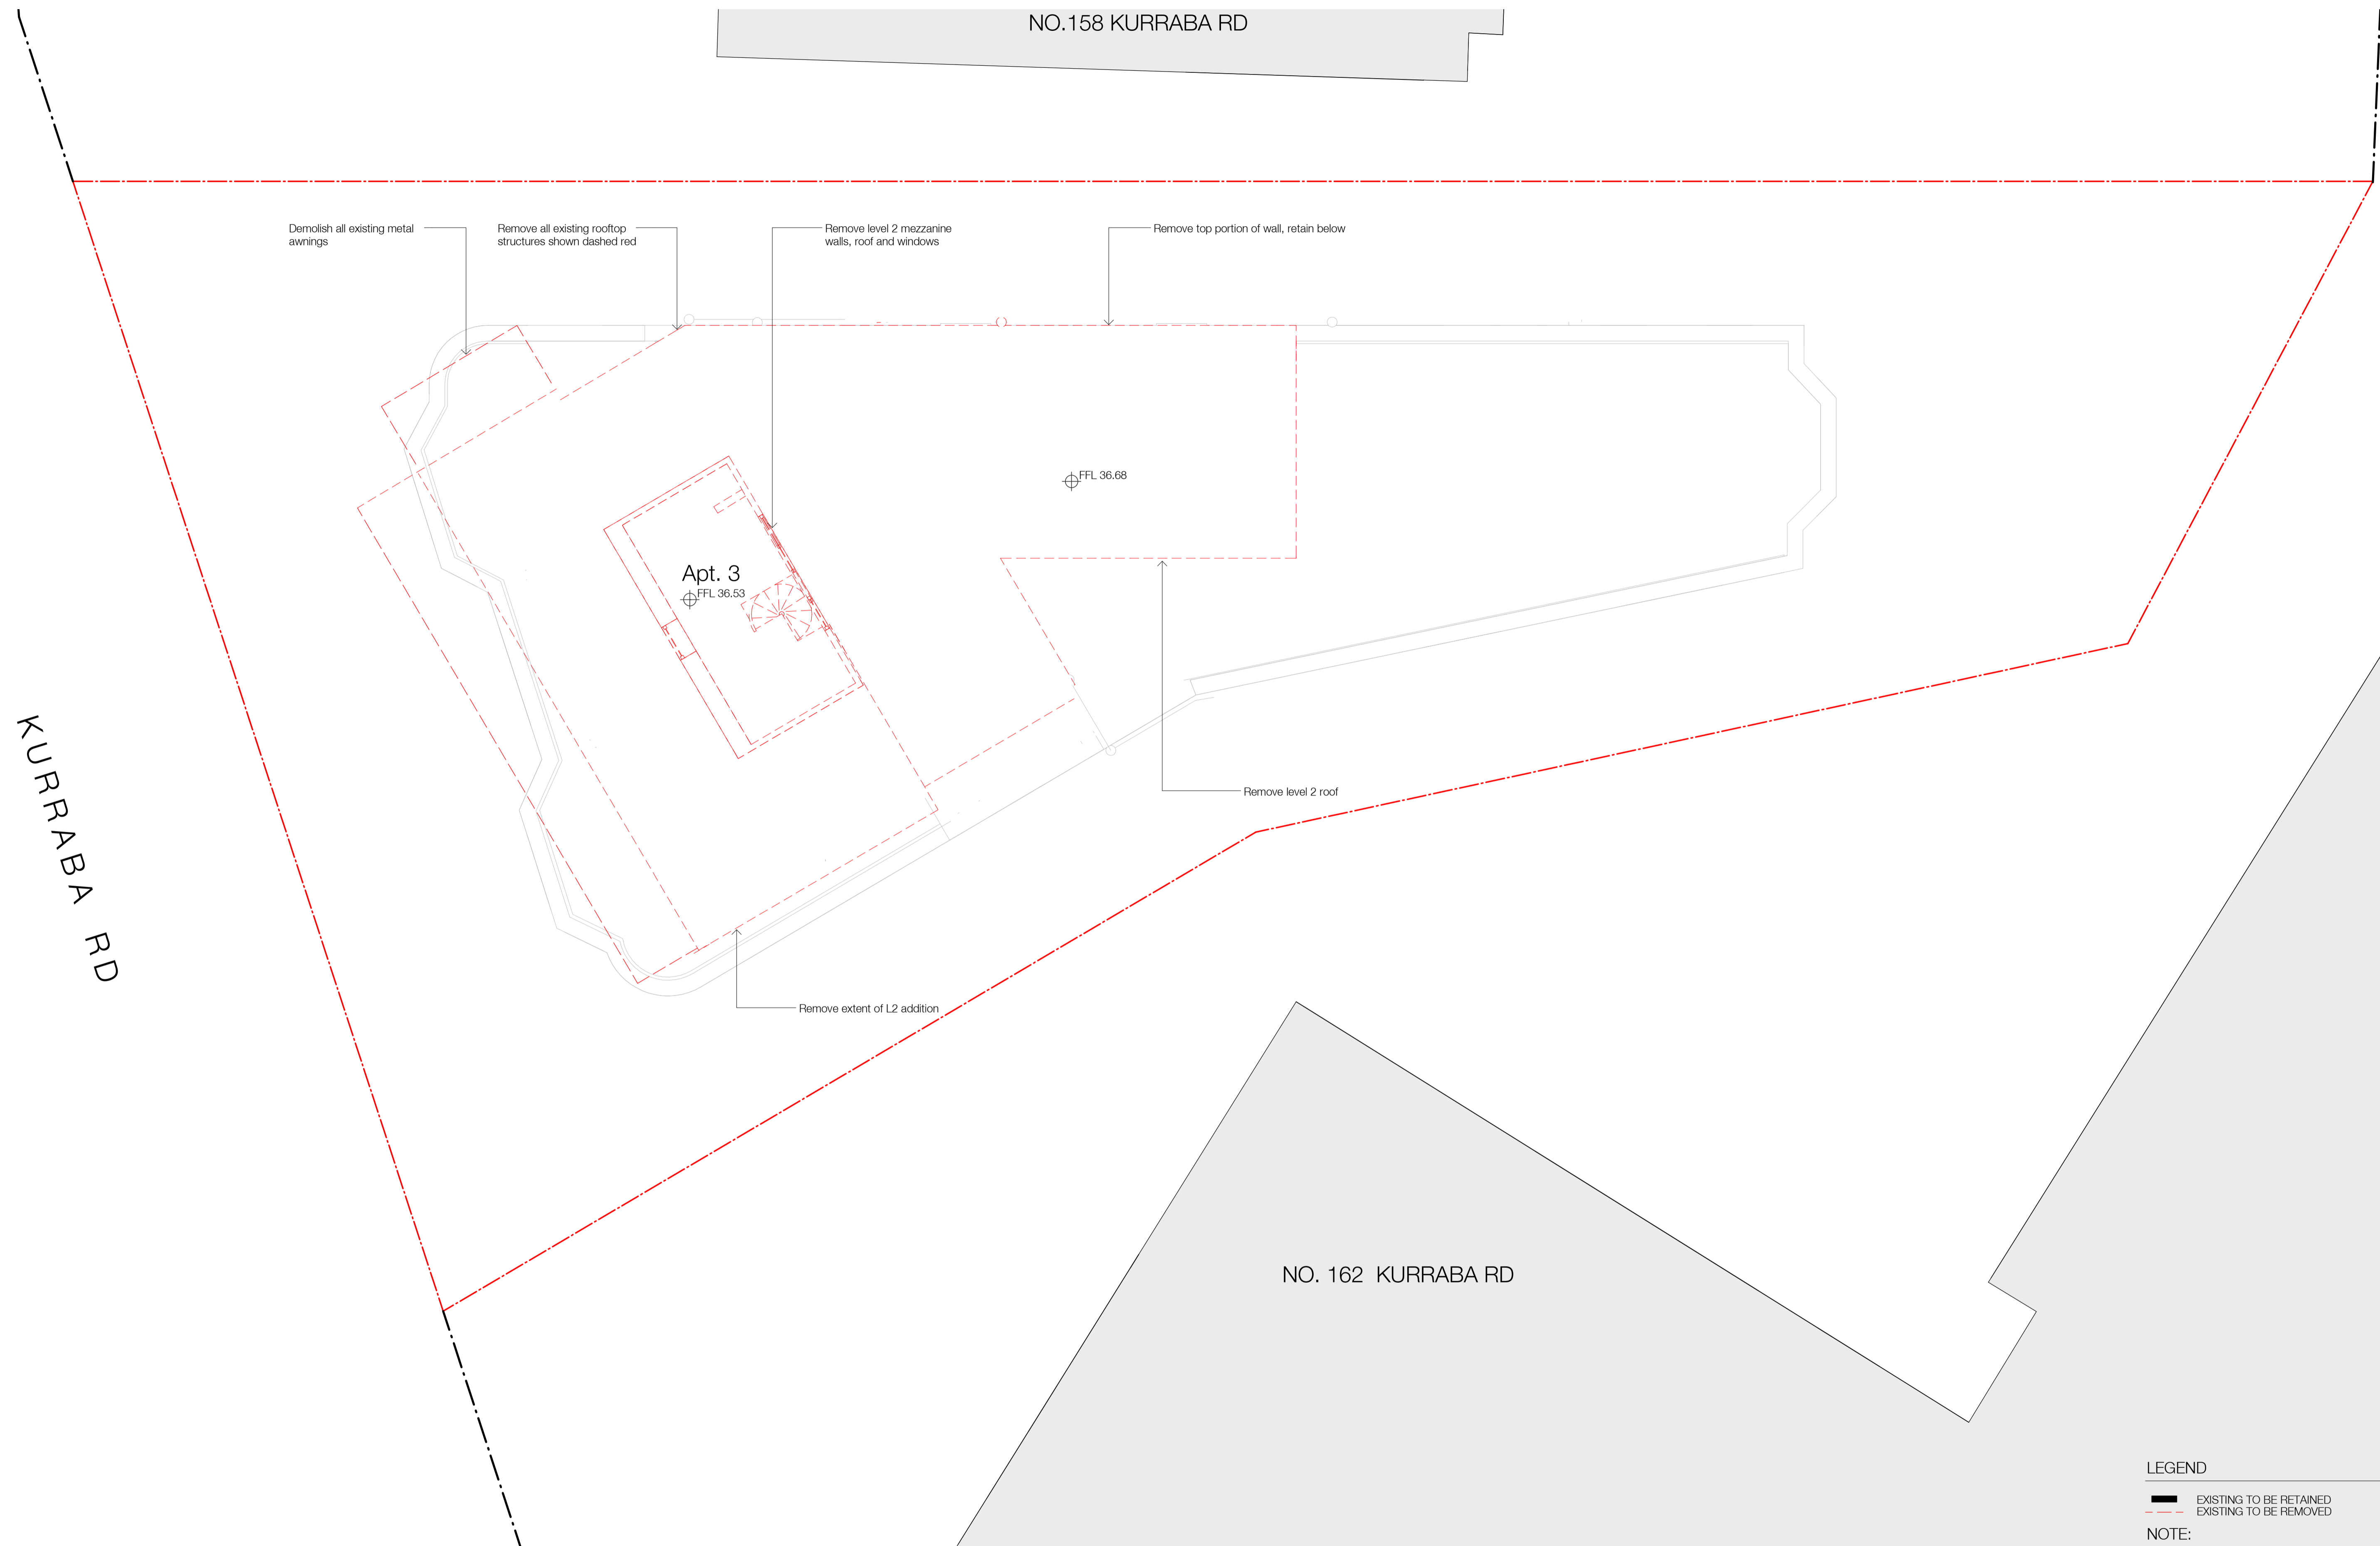 NO.158 KURRABA RD
Demolish all existing metal
awnings
Remove all existing rooftop
structures shown dashed red
Remove level 2 mezzanine
walls, roof and windows
Remove top portion of wall, retain below
FFL 36.68
Apt. 3
FFL 36.53
KURRABA RD
Remove level 2 roof
Remove extent of L2 addition
NO. 162 KURRABA RD
LEGEND
EXISTING TO BE RETAINED
EXISTING TO BE REMOVED
NOTE: